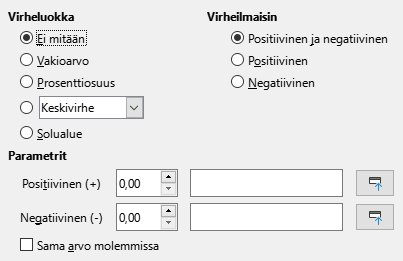 Virheluokka
Ei mitään
Vakioarvo
Prosenttiosuus
Keskivirhe
Solualue
Virheilmaisin
Positiivinen ja negatiivinen
Positiivinen
Negatiivinen
Parametrit
Positiivinen (+) 0,00
Negatiivinen (-) 0,00
Sama arvo molemmissa